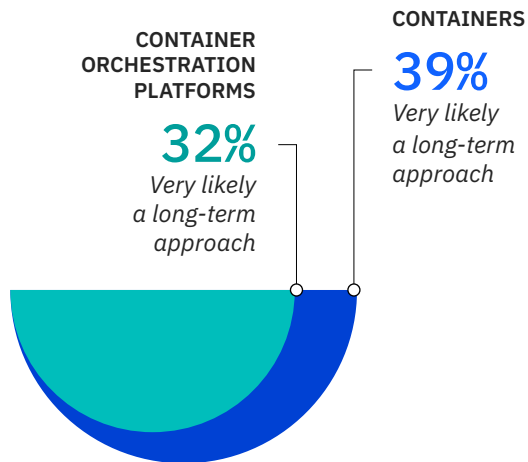 CONTAINER
ORCHESTRATION
PLATFORMS
32%
Very likely
a long-term
approach
CONTAINERS
39%
Very likely
a long-term
approach